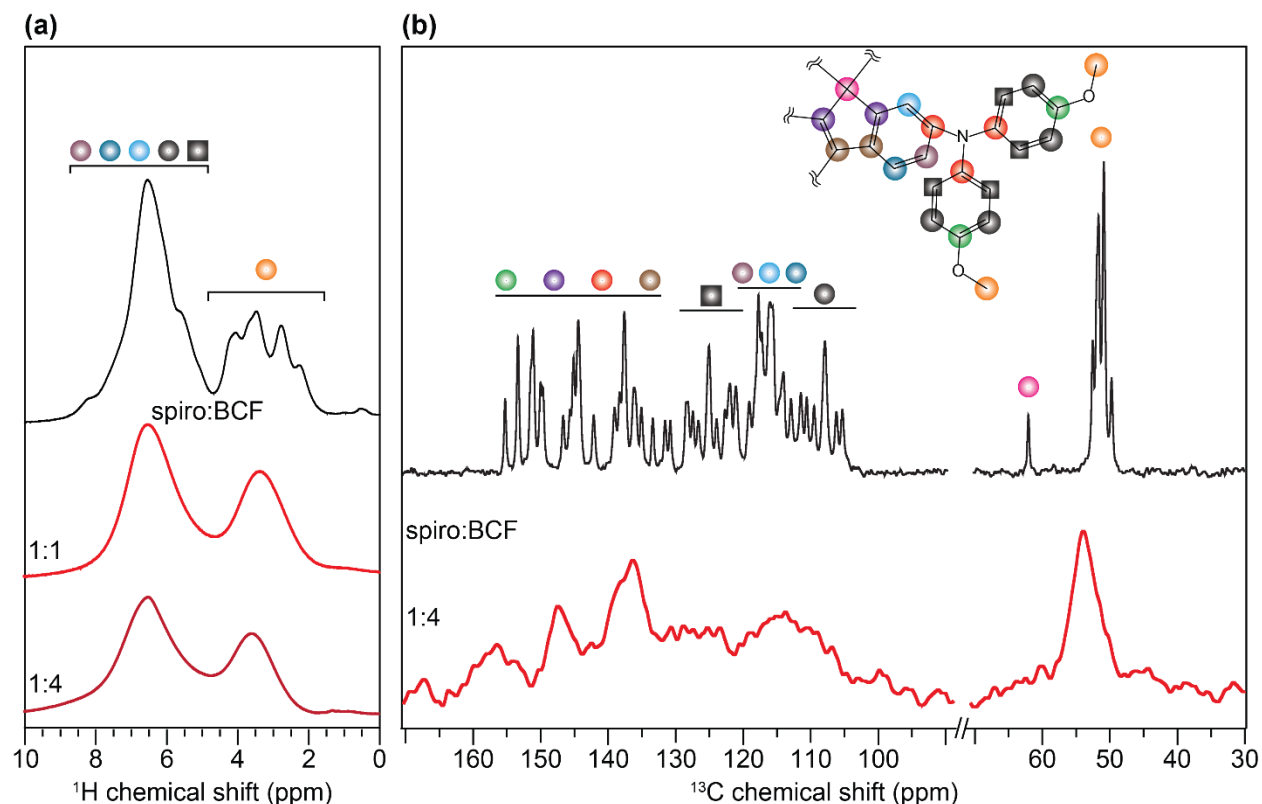 (a)
(b)
spiro:BCF
1:1
1:4
10 8 6 4 2 0
¹H chemical shift (ppm)
N
O
O
spiro:BCF
1:4
160 150 140 130 120 110 100 90 60 50 40 30
¹³C chemical shift (ppm)